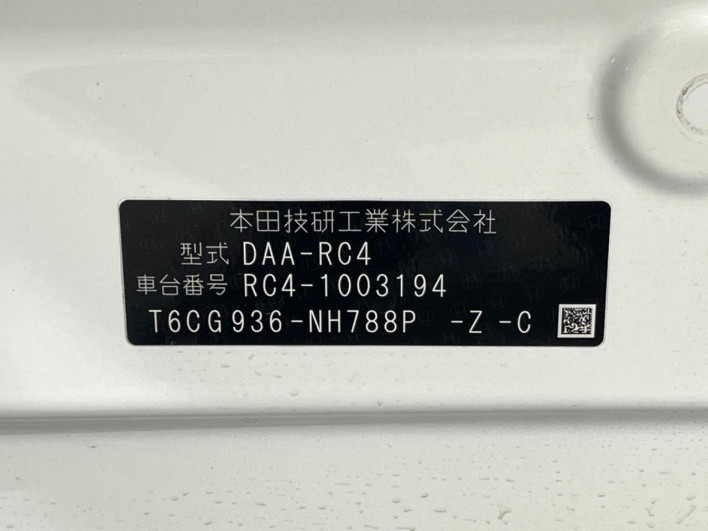 本田技研工業株式会社
型式 DAA-RC4
車台番号 RC4-1003194
T6CG936-NH788P -Z -C